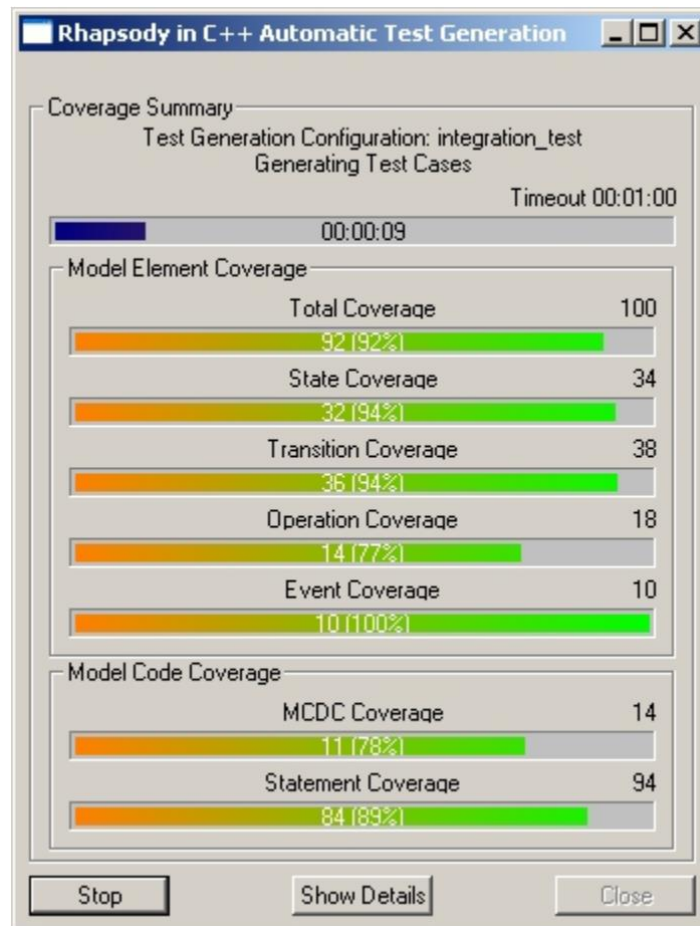 Rhapsody in C++ Automatic Test Generation
Coverage Summary
Test Generation Configuration: integration_test
Generating Test Cases
Timeout 00:01:00
00:00:09
Model Element Coverage
Total Coverage 100
92 (92%)
State Coverage 34
32 (94%)
Transition Coverage 38
36 (94%)
Operation Coverage 18
14 (77%)
Event Coverage 10
10 (100%)
Model Code Coverage
MCDC Coverage 14
11 (78%)
Statement Coverage 94
84 (89%)
Stop Show Details Close